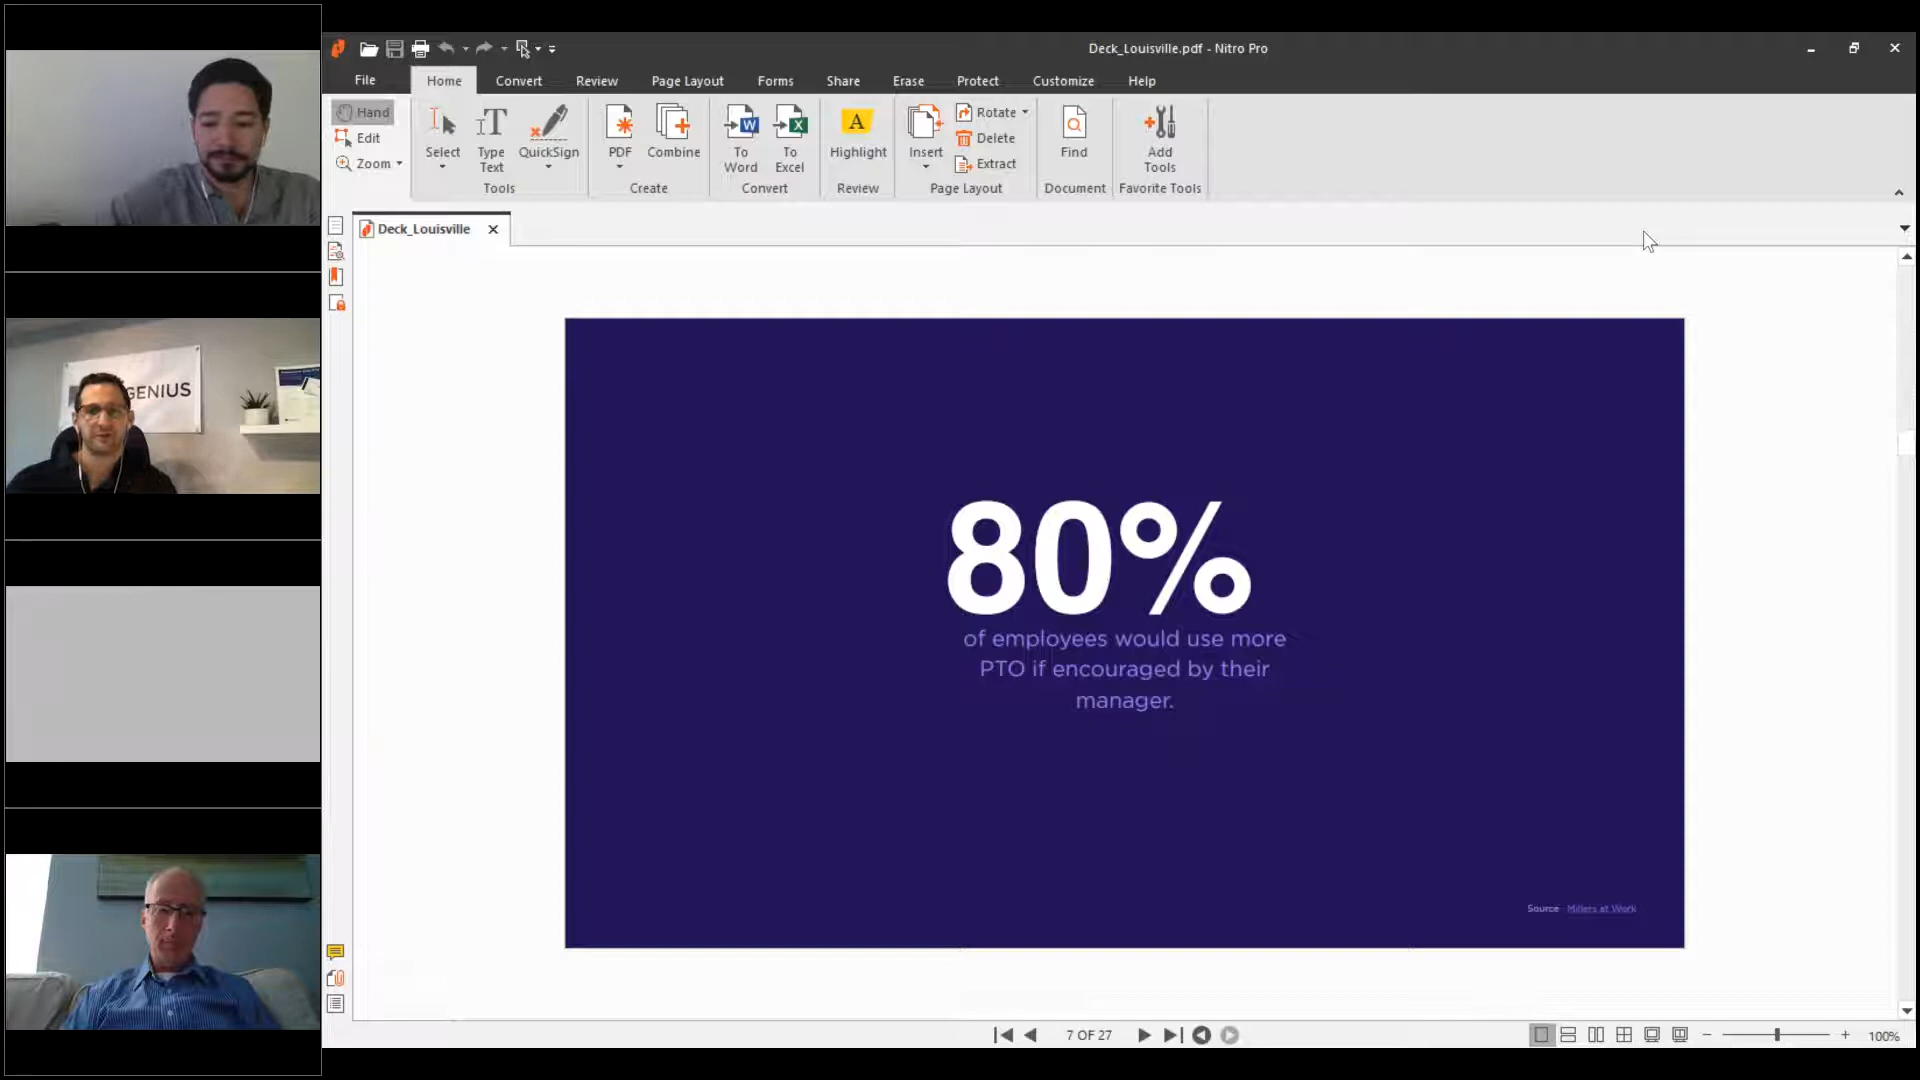 GENIUS
Deck_Louisville.pdf - Nitro Pro
File Home Convert Review Page Layout Forms Share Erase Protect Customize Help
Hand
Edit
Zoom
Select
Type
Text
QuickSign
Tools
PDF
Combine
Create
To
Word
To
Excel
Convert
Highlight
Review
Insert
Rotate
Delete
Extract
Page Layout
Find
Document
Add
Tools
Favorite Tools
Deck_Louisville
80%
of employees would use more
PTO if encouraged by their
manager.
Source Millers at Work
7 OF 27
100%